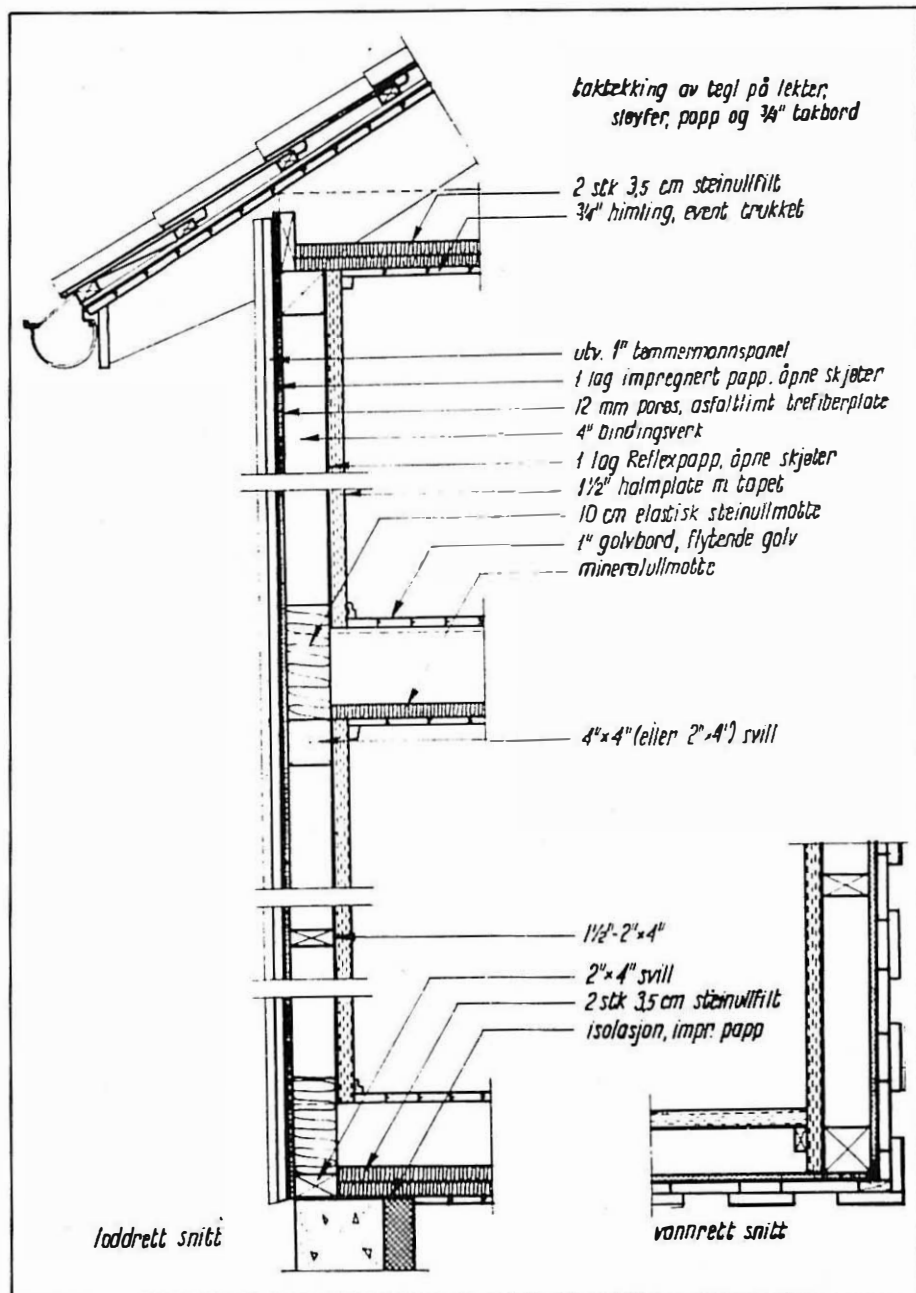 taktekking av tegl på lekter,
sløyfer, papp og 3/4" takbord
2 stk 3,5 cm steinullfilt
3/4" himling, event trukket
utv. 1" tømmermannspanel
1 lag impregnert papp. åpne skjøter
12 mm porøs, asfaltlimt trefiberplate
4" bindingsverk
1 lag Reflexpapp, åpne skjøter
1 1/2" halmplate m tapet
10 cm elastisk steinullmatte
1" golvbord, flytende golv
mineralullmatte
4"×4" (eller 2"×4") svill
1 1/2"-2"×4"
2"×4" svill
2 stk 3,5 cm steinullfilt
isolasjon, impr. papp
loddrett snitt
vannrett snitt